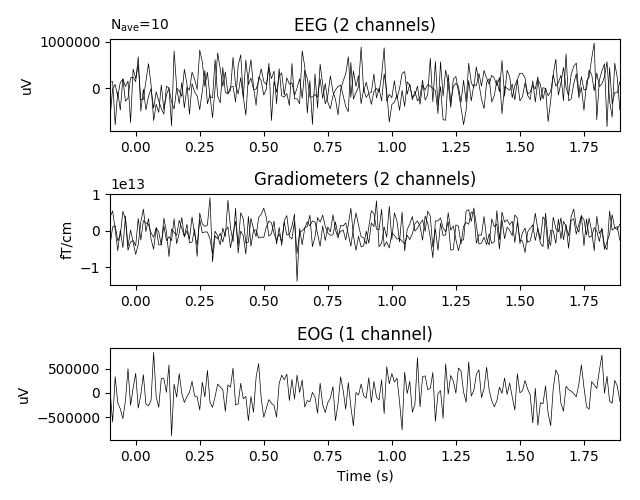 N_ave=10
EEG (2 channels)
1000000
0
uV
0.00 0.25 0.50 0.75 1.00 1.25 1.50 1.75
1e13
Gradiometers (2 channels)
1
0
−1
fT/cm
0.00 0.25 0.50 0.75 1.00 1.25 1.50 1.75
EOG (1 channel)
500000
0
−500000
uV
0.00 0.25 0.50 0.75 1.00 1.25 1.50 1.75
Time (s)